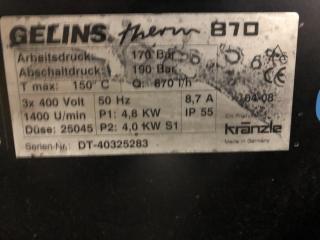 GELINS therm 870
Arbeitsdruck: 170 Bar
Abschaltdruck: 190 Bar
T max: 150°C Q: 870 l/h
3x 400 Volt 50 Hz 8,7 A
1400 U/min P1: 4,8 KW IP 55
Düse: 25045 P2: 4,0 KW S1
kränzle
Made in Germany
Serien-Nr.: DT-40325283